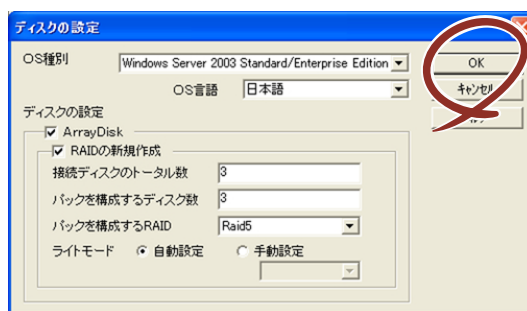 ディスクの設定
OS種別 Windows Server 2003 Standard/Enterprise Edition
OK
OS言語 日本語
キャンセル
ディスクの設定
ArrayDisk
RAIDの新規作成
接続ディスクのトータル数 3
パックを構成するディスク数 3
パックを構成するRAID Raid5
ライトモード 自動設定 手動設定